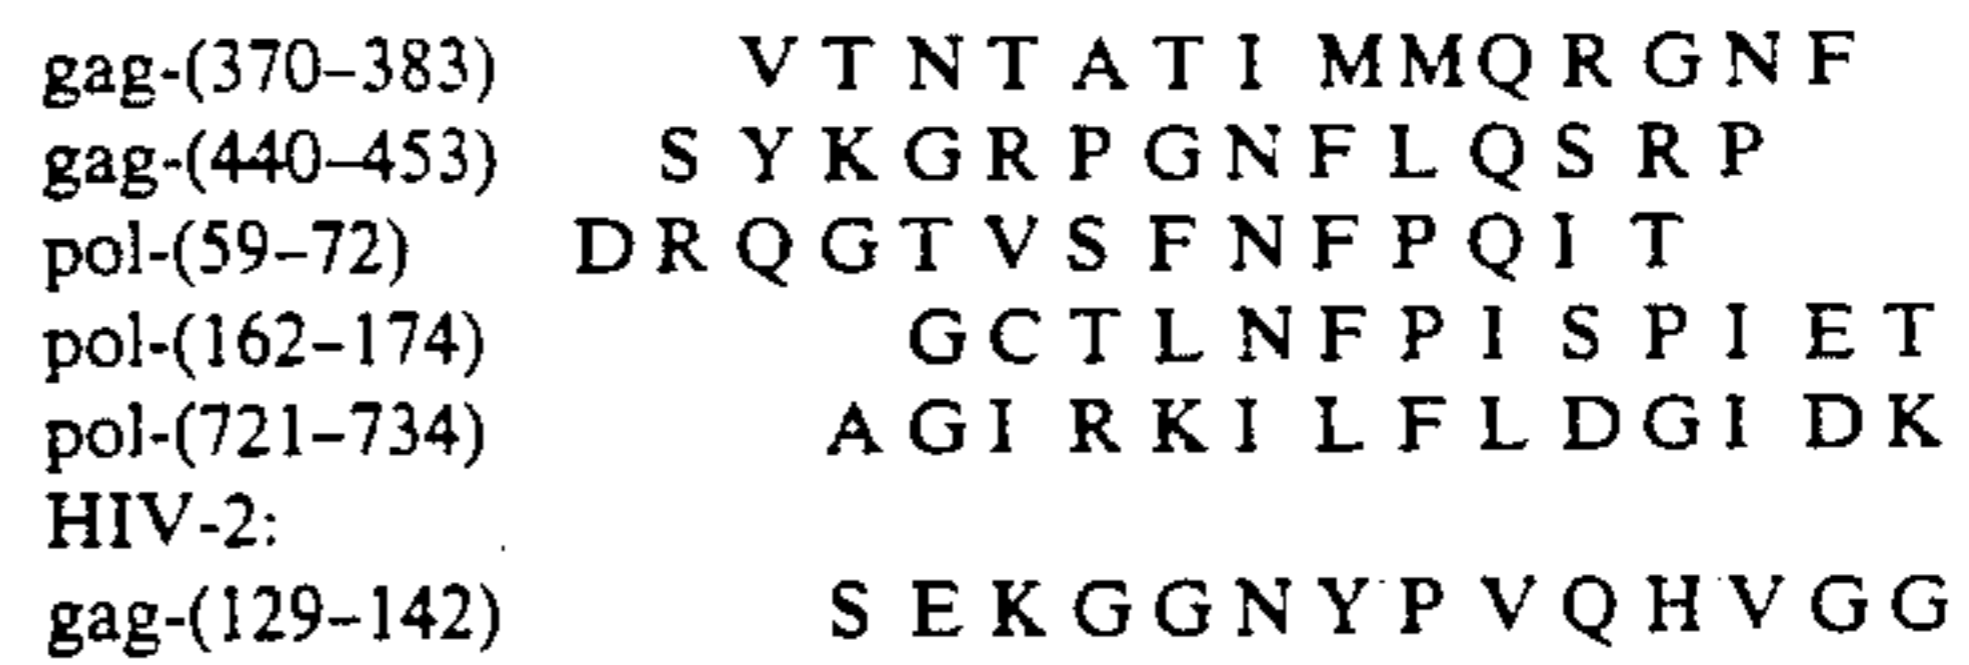 gag-(370–383) V T N T A T I M M Q R G N F
gag-(440–453) S Y K G R P G N F L Q S R P
pol-(59–72) D R Q G T V S F N F P Q I T
pol-(162–174) G C T L N F P I S P I E T
pol-(721–734) A G I R K I L F L D G I D K
HIV-2:
gag-(129–142) S E K G G N Y P V Q H V G G